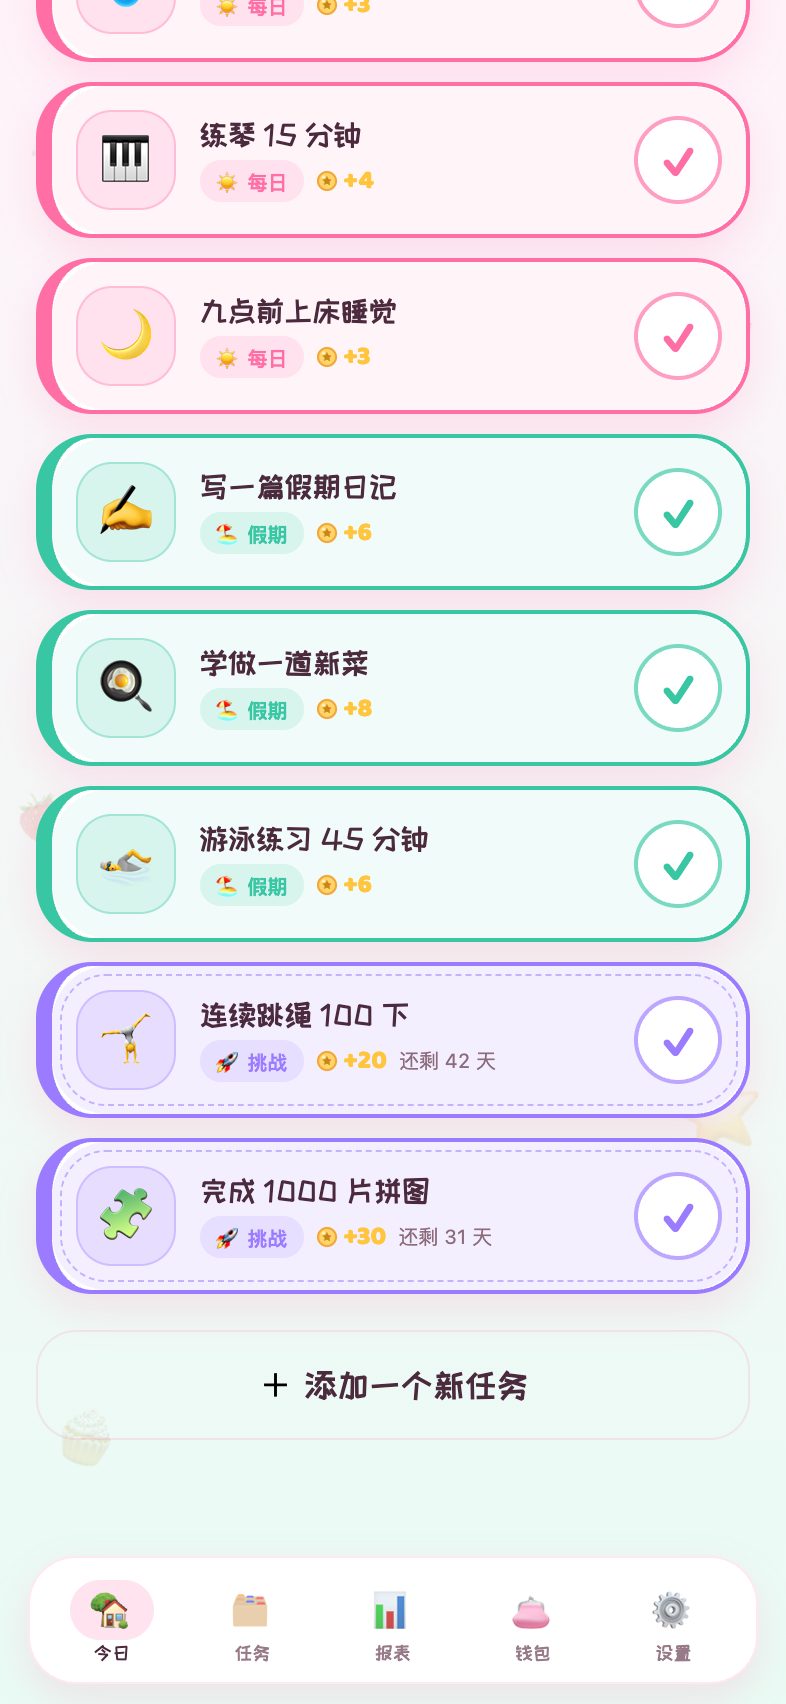 每日 +3
练琴 15 分钟
每日 +4
九点前上床睡觉
每日 +3
写一篇假期日记
假期 +6
学做一道新菜
假期 +8
游泳练习 45 分钟
假期 +6
连续跳绳 100 下
挑战 +20 还剩 42 天
完成 1000 片拼图
挑战 +30 还剩 31 天
+ 添加一个新任务
今日 任务 报表 钱包 设置